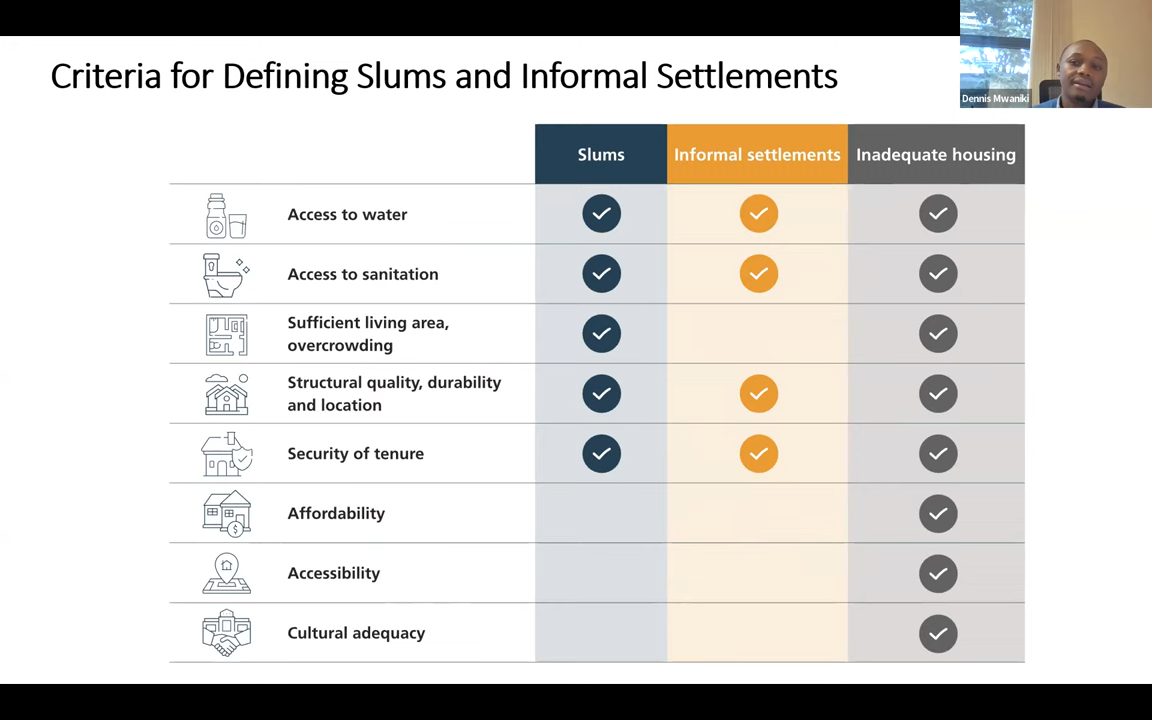 Criteria for Defining Slums and Informal Settlements
Dennis Mwaniki
Slums
Informal settlements
Inadequate housing
Access to water
Access to sanitation
Sufficient living area,
overcrowding
Structural quality, durability
and location
Security of tenure
Affordability
$
Accessibility
Cultural adequacy